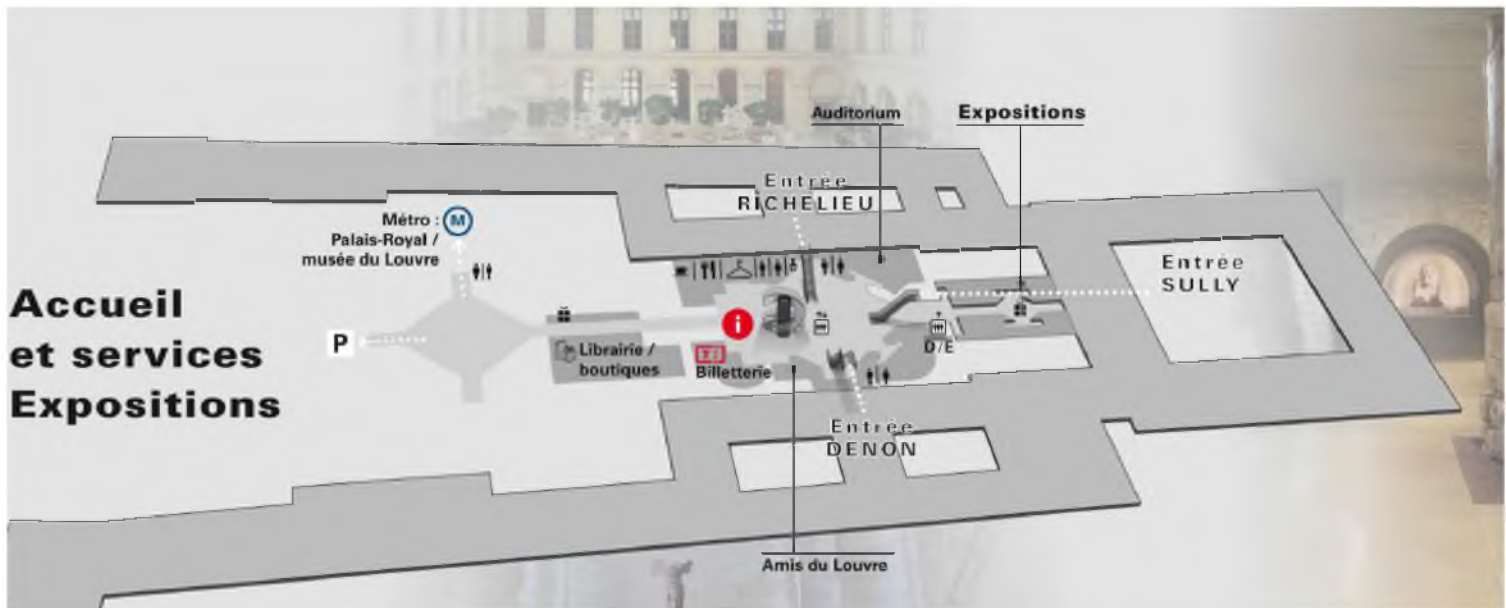 Accueil
et services
Expositions
Auditorium
Expositions
Entrée
RICHELIEU
Métro : M
Palais-Royal /
musée du Louvre
Entrée
SULLY
P
i
Librairie /
boutiques
Billetterie
D/E
Entrée
DENON
Amis du Louvre